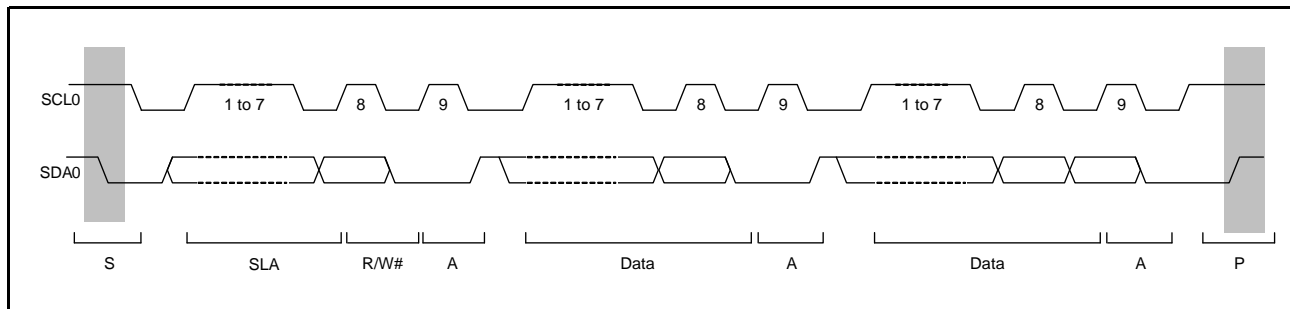 SCL0
1 to 7 8 9 1 to 7 8 9 1 to 7 8 9
SDA0
S SLA R/W# A Data A Data A P